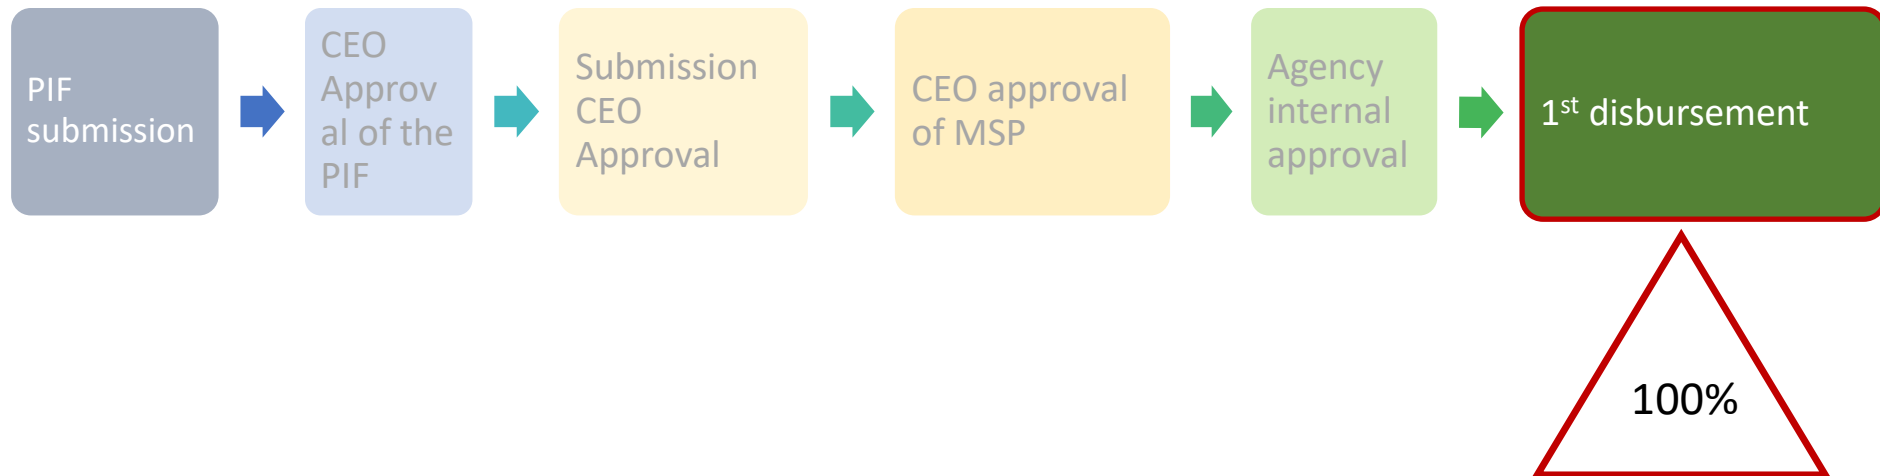 PIF
submission
CEO
Approv
al of the
PIF
Submission
CEO
Approval
CEO approval
of MSP
Agency
internal
approval
1st disbursement
100%